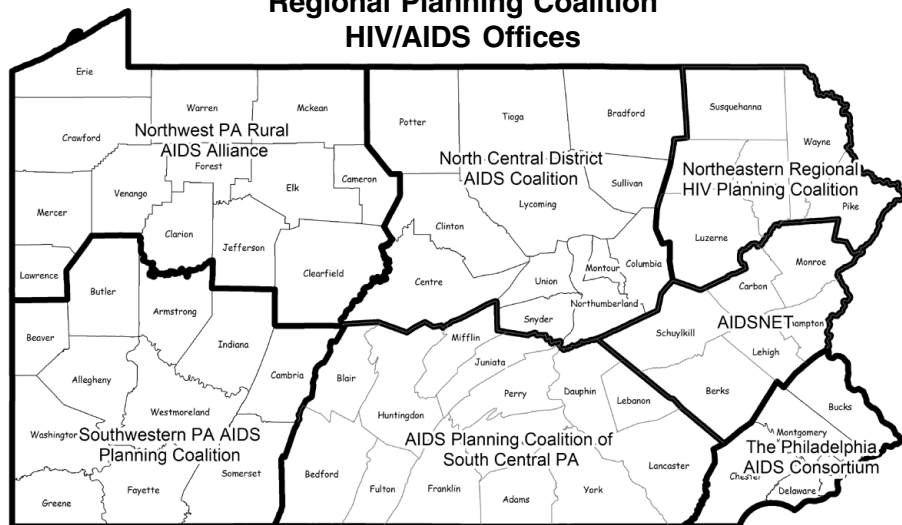 Regional Planning Coalition
HIV/AIDS Offices
Erie
Warren
Mckean
Potter
Tioga
Bradford
Susquehanna
Crawford
Northwest PA Rural
AIDS Alliance
Forest
Wayne
North Central District
AIDS Coalition
Northeastern Regional
HIV Planning Coalition
Venango
Elk
Cameron
Sullivan
Mercer
Lycoming
Pike
Clarion
Jefferson
Clinton
Luzerne
Lawrence
Clearfield
Centre
Union
Montour
Columbia
Monroe
Butler
Carbon
Armstrong
Northumberland
Snyder
Beaver
Indiana
Mifflin
Schuylkill
AIDSNET
hampton
Juniata
Lehigh
Allegheny
Cambria
Blair
Perry
Dauphin
Lebanon
Berks
Westmoreland
Huntingdon
Bucks
Washington
Southwestern PA AIDS
Planning Coalition
AIDS Planning Coalition of
South Central PA
Montgomery
The Philadelphia
AIDS Consortium
Somerset
Bedford
Lancaster
Chester
Greene
Fayette
Fulton
Franklin
Adams
York
Delaware